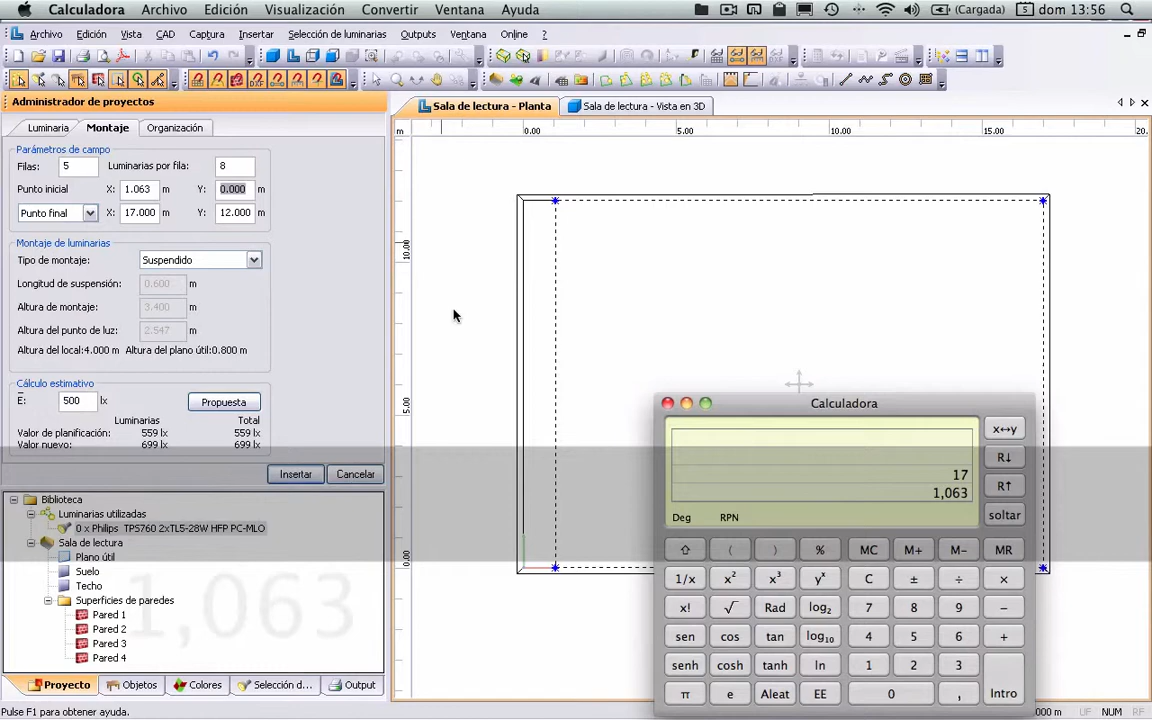 Calculadora Archivo Edición Visualización Convertir Ventana Ayuda (Cargada) 5 dom 13:56
Archivo Edición Vista CAD Captura Insertar Selección de luminarias Outputs Ventana Online ?
Administrador de proyectos
Sala de lectura - Planta Sala de lectura - Vista en 3D
Luminaria Montaje Organización
m 0.00 5.00 10.00 15.00 20.
Parámetros de campo
Filas: 5 Luminarias por fila: 8
Punto inicial X: 1.063 m Y: 0.000 m
Punto final X: 17.000 m Y: 12.000 m
Montaje de luminarias
Tipo de montaje: Suspendido
Longitud de suspensión: 0.600 m
Altura de montaje: 3.400 m
Altura del punto de luz: 2.547 m
Altura del local:4.000 m Altura del plano útil:0.800 m
Cálculo estimativo
E: 500 lx Propuesta
Luminarias Total
Valor de planificación: 559 lx 559 lx
Valor nuevo: 699 lx 699 lx
Insertar Cancelar
10.00
5.00
0.00
Biblioteca
Luminarias utilizadas
0 x Philips TPS760 2xTL5-28W HFP PC-MLO
Sala de lectura
Plano útil
Suelo
Techo
Superficies de paredes
Pared 1
Pared 2
Pared 3
Pared 4
1,063
Proyecto Objetos Colores Selección d... Output
Calculadora
17
1,063
Deg RPN
x↔y
R↓
R↑
soltar
( ) % MC M+ M− MR
1/x x² x³ yˣ C ± ÷ ×
x! √ Rad log₂ 7 8 9 −
sen cos tan log₁₀ 4 5 6 +
senh cosh tanh ln 1 2 3
π e Aleat EE 0 , Intro
Pulse F1 para obtener ayuda.
000 m UF NUM RF